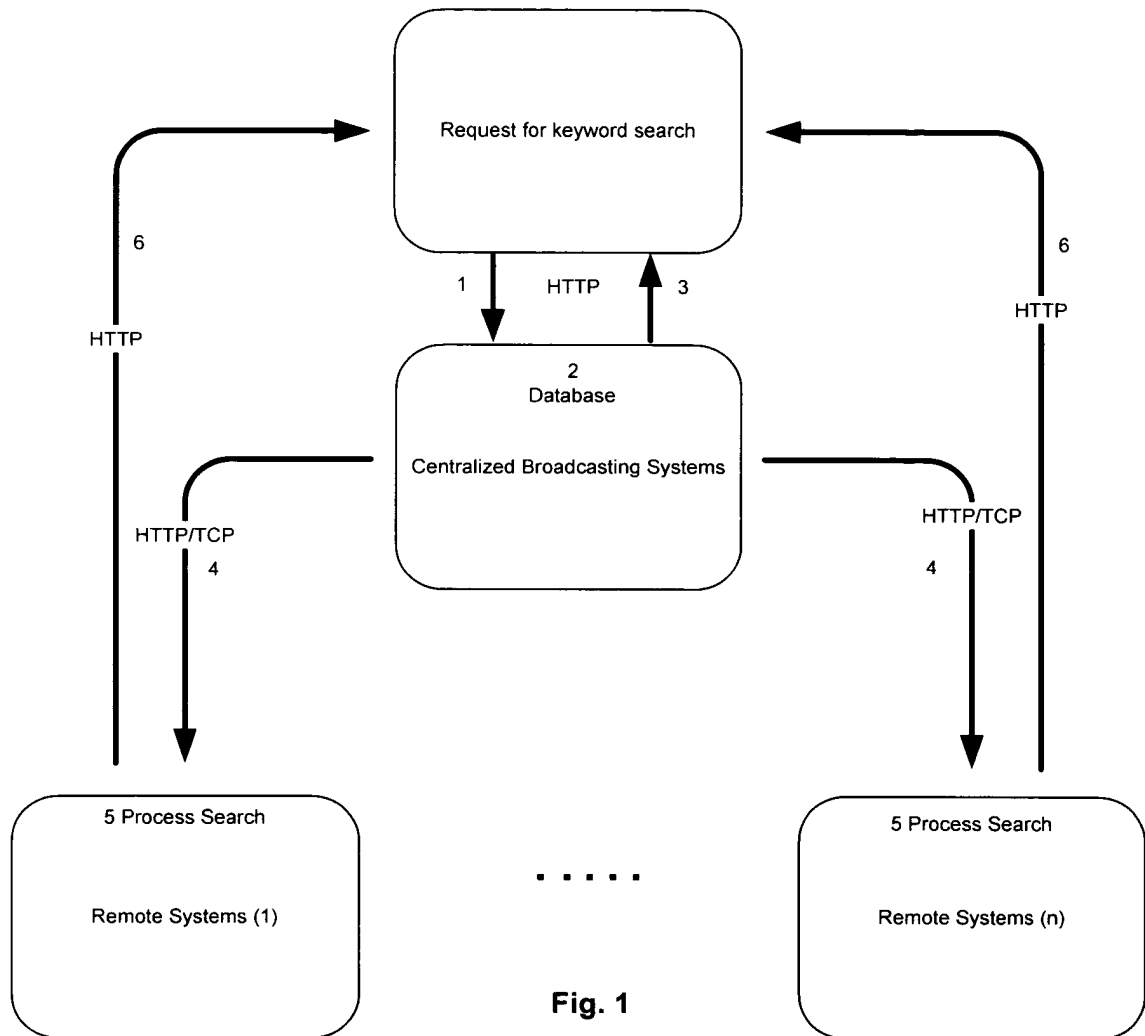 Request for keyword search
6
6
1
HTTP
3
HTTP
HTTP
2
Database
Centralized Broadcasting Systems
HTTP/TCP
HTTP/TCP
4
4
5 Process Search
5 Process Search
.....
Remote Systems (1)
Remote Systems (n)
Fig. 1